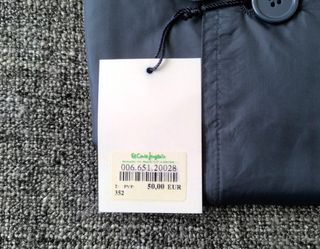 El Corte Inglés
006.651.20028
T: PVP: 50,00 EUR
352